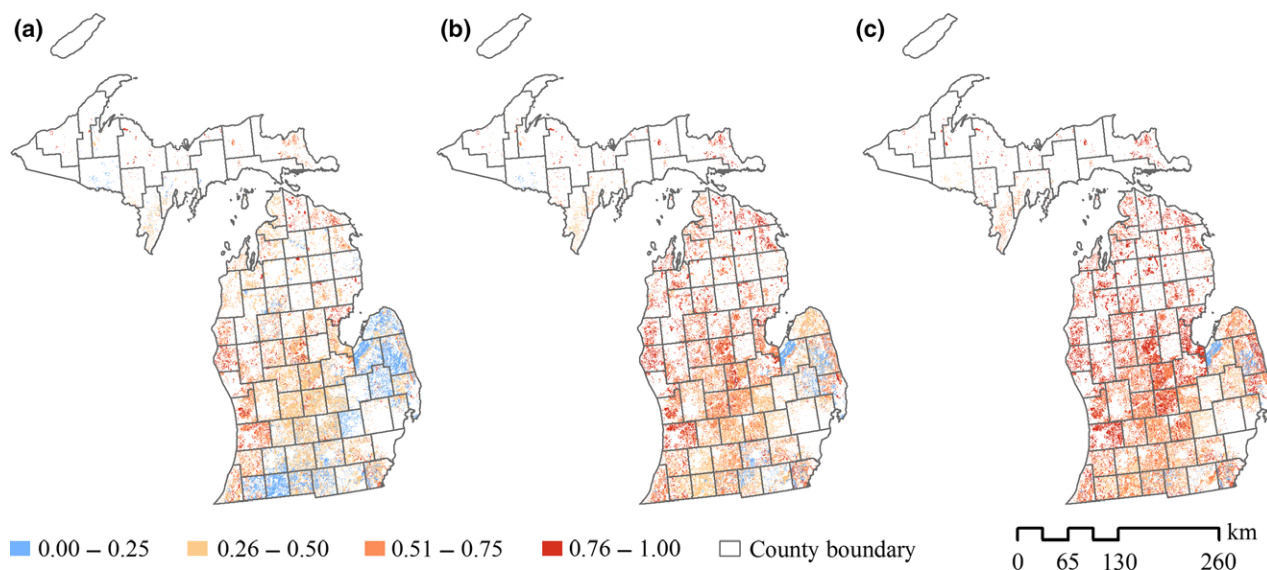 (a)
(b)
(c)
0.00 – 0.25
0.26 – 0.50
0.51 – 0.75
0.76 – 1.00
County boundary
km
0 65 130 260